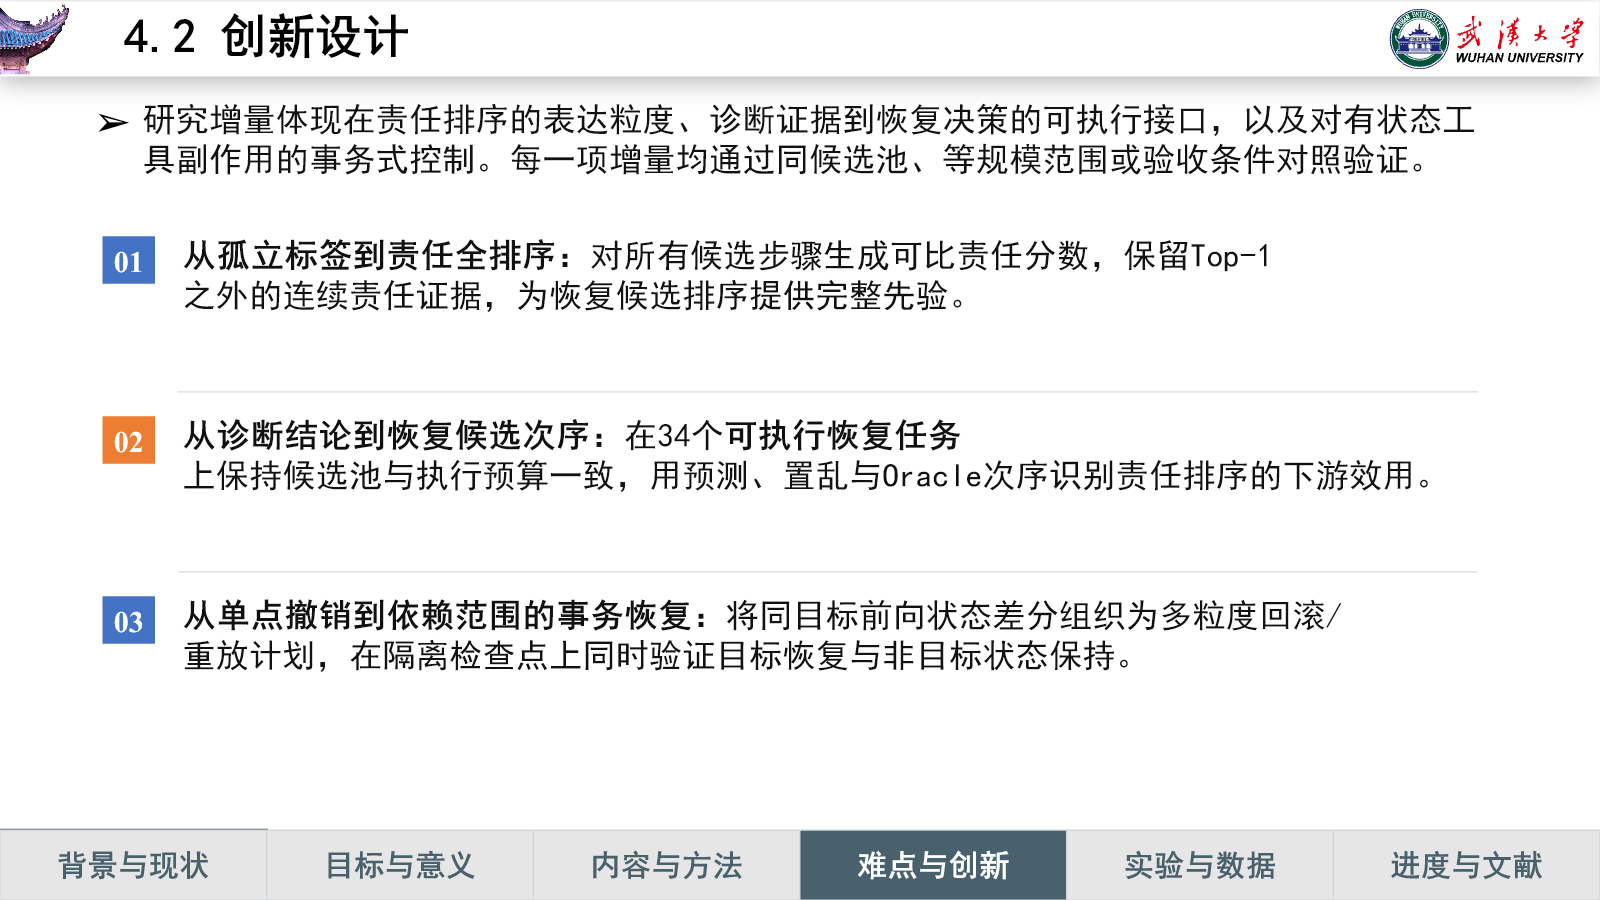 4.2 创新设计
武汉大学
WUHAN UNIVERSITY
➢ 研究增量体现在责任排序的表达粒度、诊断证据到恢复决策的可执行接口，以及对有状态工
具副作用的事务式控制。每一项增量均通过同候选池、等规模范围或验收条件对照验证。
01
从孤立标签到责任全排序：对所有候选步骤生成可比责任分数，保留Top-1
之外的连续责任证据，为恢复候选排序提供完整先验。
02
从诊断结论到恢复候选次序：在34个可执行恢复任务
上保持候选池与执行预算一致，用预测、置乱与Oracle次序识别责任排序的下游效用。
03
从单点撤销到依赖范围的事务恢复：将同目标前向状态差分组织为多粒度回滚/
重放计划，在隔离检查点上同时验证目标恢复与非目标状态保持。
背景与现状
目标与意义
内容与方法
难点与创新
实验与数据
进度与文献